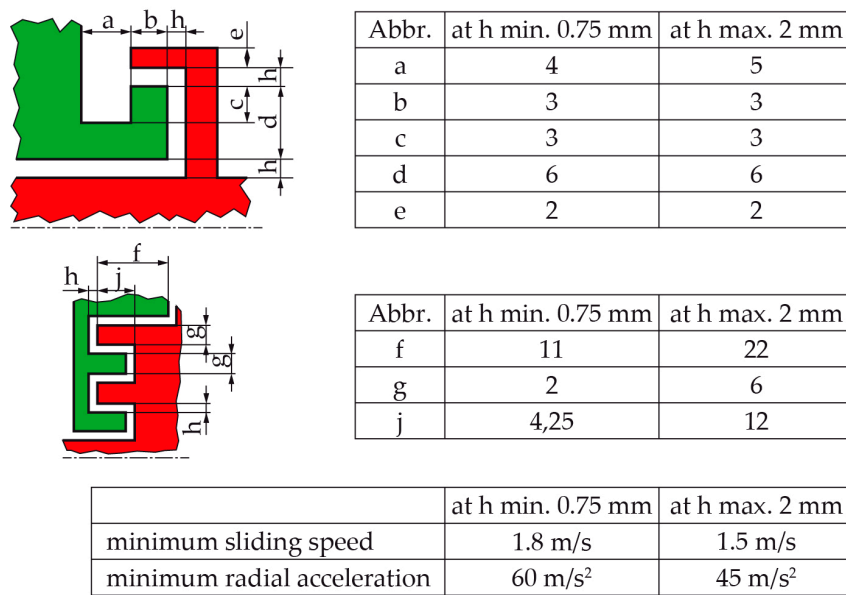 a b h
e
h
c
d
h
Abbr. at h min. 0.75 mm at h max. 2 mm
a 4 5
b 3 3
c 3 3
d 6 6
e 2 2
f
h j
g
g
h
Abbr. at h min. 0.75 mm at h max. 2 mm
f 11 22
g 2 6
j 4,25 12
at h min. 0.75 mm at h max. 2 mm
minimum sliding speed 1.8 m/s 1.5 m/s
minimum radial acceleration 60 m/s² 45 m/s²